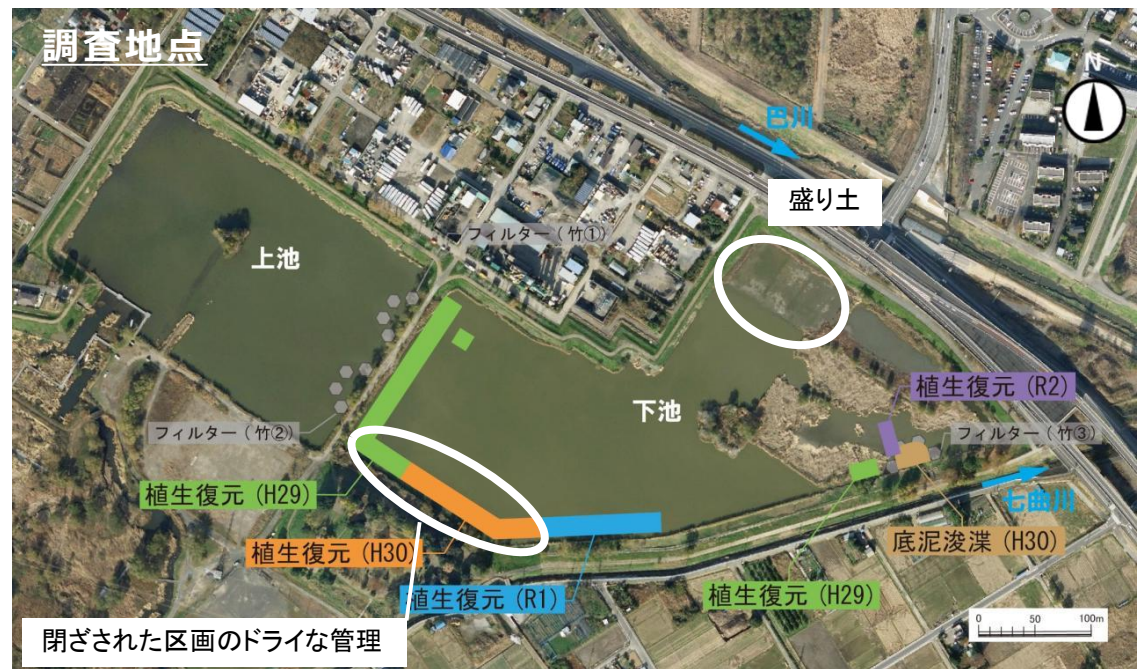 調査地点
N
巴川
盛り土
フィルター（竹①）
上池
植生復元 (R2)
下池
フィルター（竹②）
フィルター（竹③）
植生復元 (H29)
七曲川
植生復元 (H30)
底泥浚渫 (H30)
植生復元 (R1)
植生復元 (H29)
0 50 100m
閉ざされた区画のドライな管理